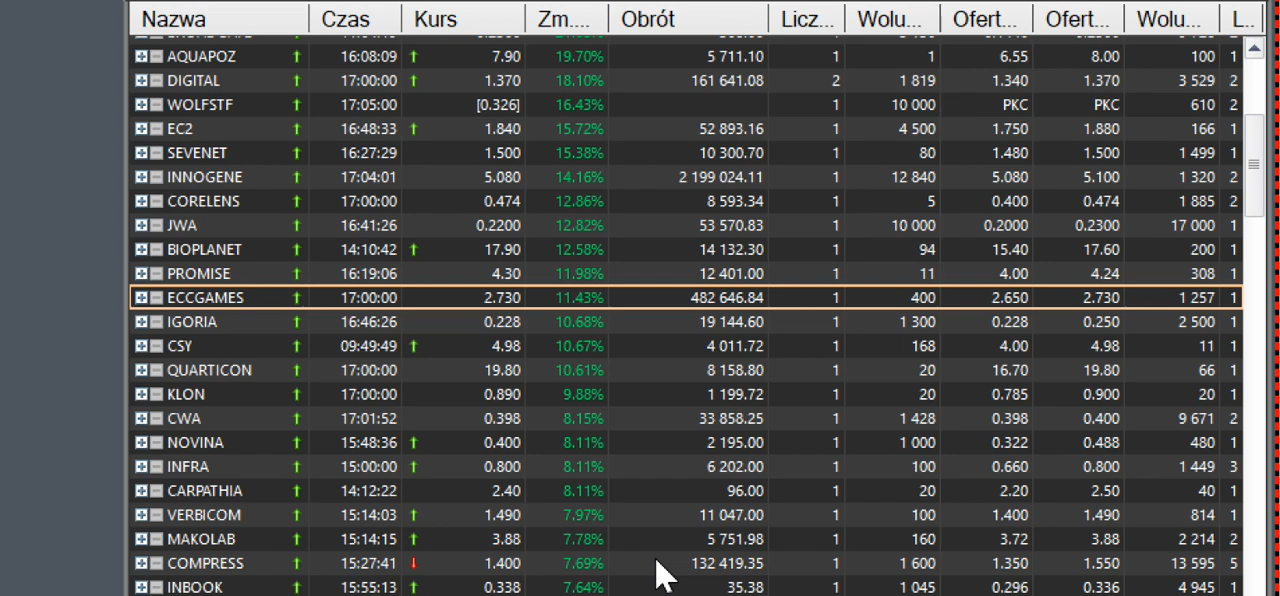 Nazwa Czas Kurs Zm.... Obrót Licz... Wolu... Ofert... Ofert... Wolu... L..
AQUAPOZ 16:08:09 7.90 19.70% 5 711.10 1 1 6.55 8.00 100 1
DIGITAL 17:00:00 1.370 18.10% 161 641.08 2 1 819 1.340 1.370 3 529 2
WOLFSTF 17:05:00 [0.326] 16.43% 1 10 000 PKC PKC 610 2
EC2 16:48:33 1.840 15.72% 52 893.16 1 4 500 1.750 1.880 166 1
SEVENET 16:27:29 1.500 15.38% 10 300.70 1 80 1.480 1.500 1 499 1
INNOGENE 17:04:01 5.080 14.16% 2 199 024.11 1 12 840 5.080 5.100 1 320 2
CORELENS 17:00:00 0.474 12.86% 8 593.34 1 5 0.400 0.474 1 885 2
JWA 16:41:26 0.2200 12.82% 53 570.83 1 10 000 0.2000 0.2300 17 000 1
BIOPLANET 14:10:42 17.90 12.58% 14 132.30 1 94 15.40 17.60 200 1
PROMISE 16:19:06 4.30 11.98% 12 401.00 1 11 4.00 4.24 308 1
ECCGAMES 17:00:00 2.730 11.43% 482 646.84 1 400 2.650 2.730 1 257 1
IGORIA 16:46:26 0.228 10.68% 19 144.60 1 1 300 0.228 0.250 2 500 1
CSY 09:49:49 4.98 10.67% 4 011.72 1 168 4.00 4.98 11 1
QUARTICON 17:00:00 19.80 10.61% 8 158.80 1 20 16.70 19.80 66 1
KLON 17:00:00 0.890 9.88% 1 199.72 1 20 0.785 0.900 20 1
CWA 17:01:52 0.398 8.15% 33 858.25 1 1 428 0.398 0.400 9 671 2
NOVINA 15:48:36 0.400 8.11% 2 195.00 1 1 000 0.322 0.488 480 1
INFRA 15:00:00 0.800 8.11% 6 202.00 1 100 0.660 0.800 1 449 3
CARPATHIA 14:12:22 2.40 8.11% 96.00 1 20 2.20 2.50 40 1
VERBICOM 15:14:03 1.490 7.97% 11 047.00 1 100 1.400 1.490 814 1
MAKOLAB 15:14:15 3.88 7.78% 5 751.98 1 160 3.72 3.88 2 214 2
COMPRESS 15:27:41 1.400 7.69% 132 419.35 1 1 600 1.350 1.550 13 595 5
INBOOK 15:55:13 0.338 7.64% 35.38 1 1 045 0.296 0.336 4 945 1